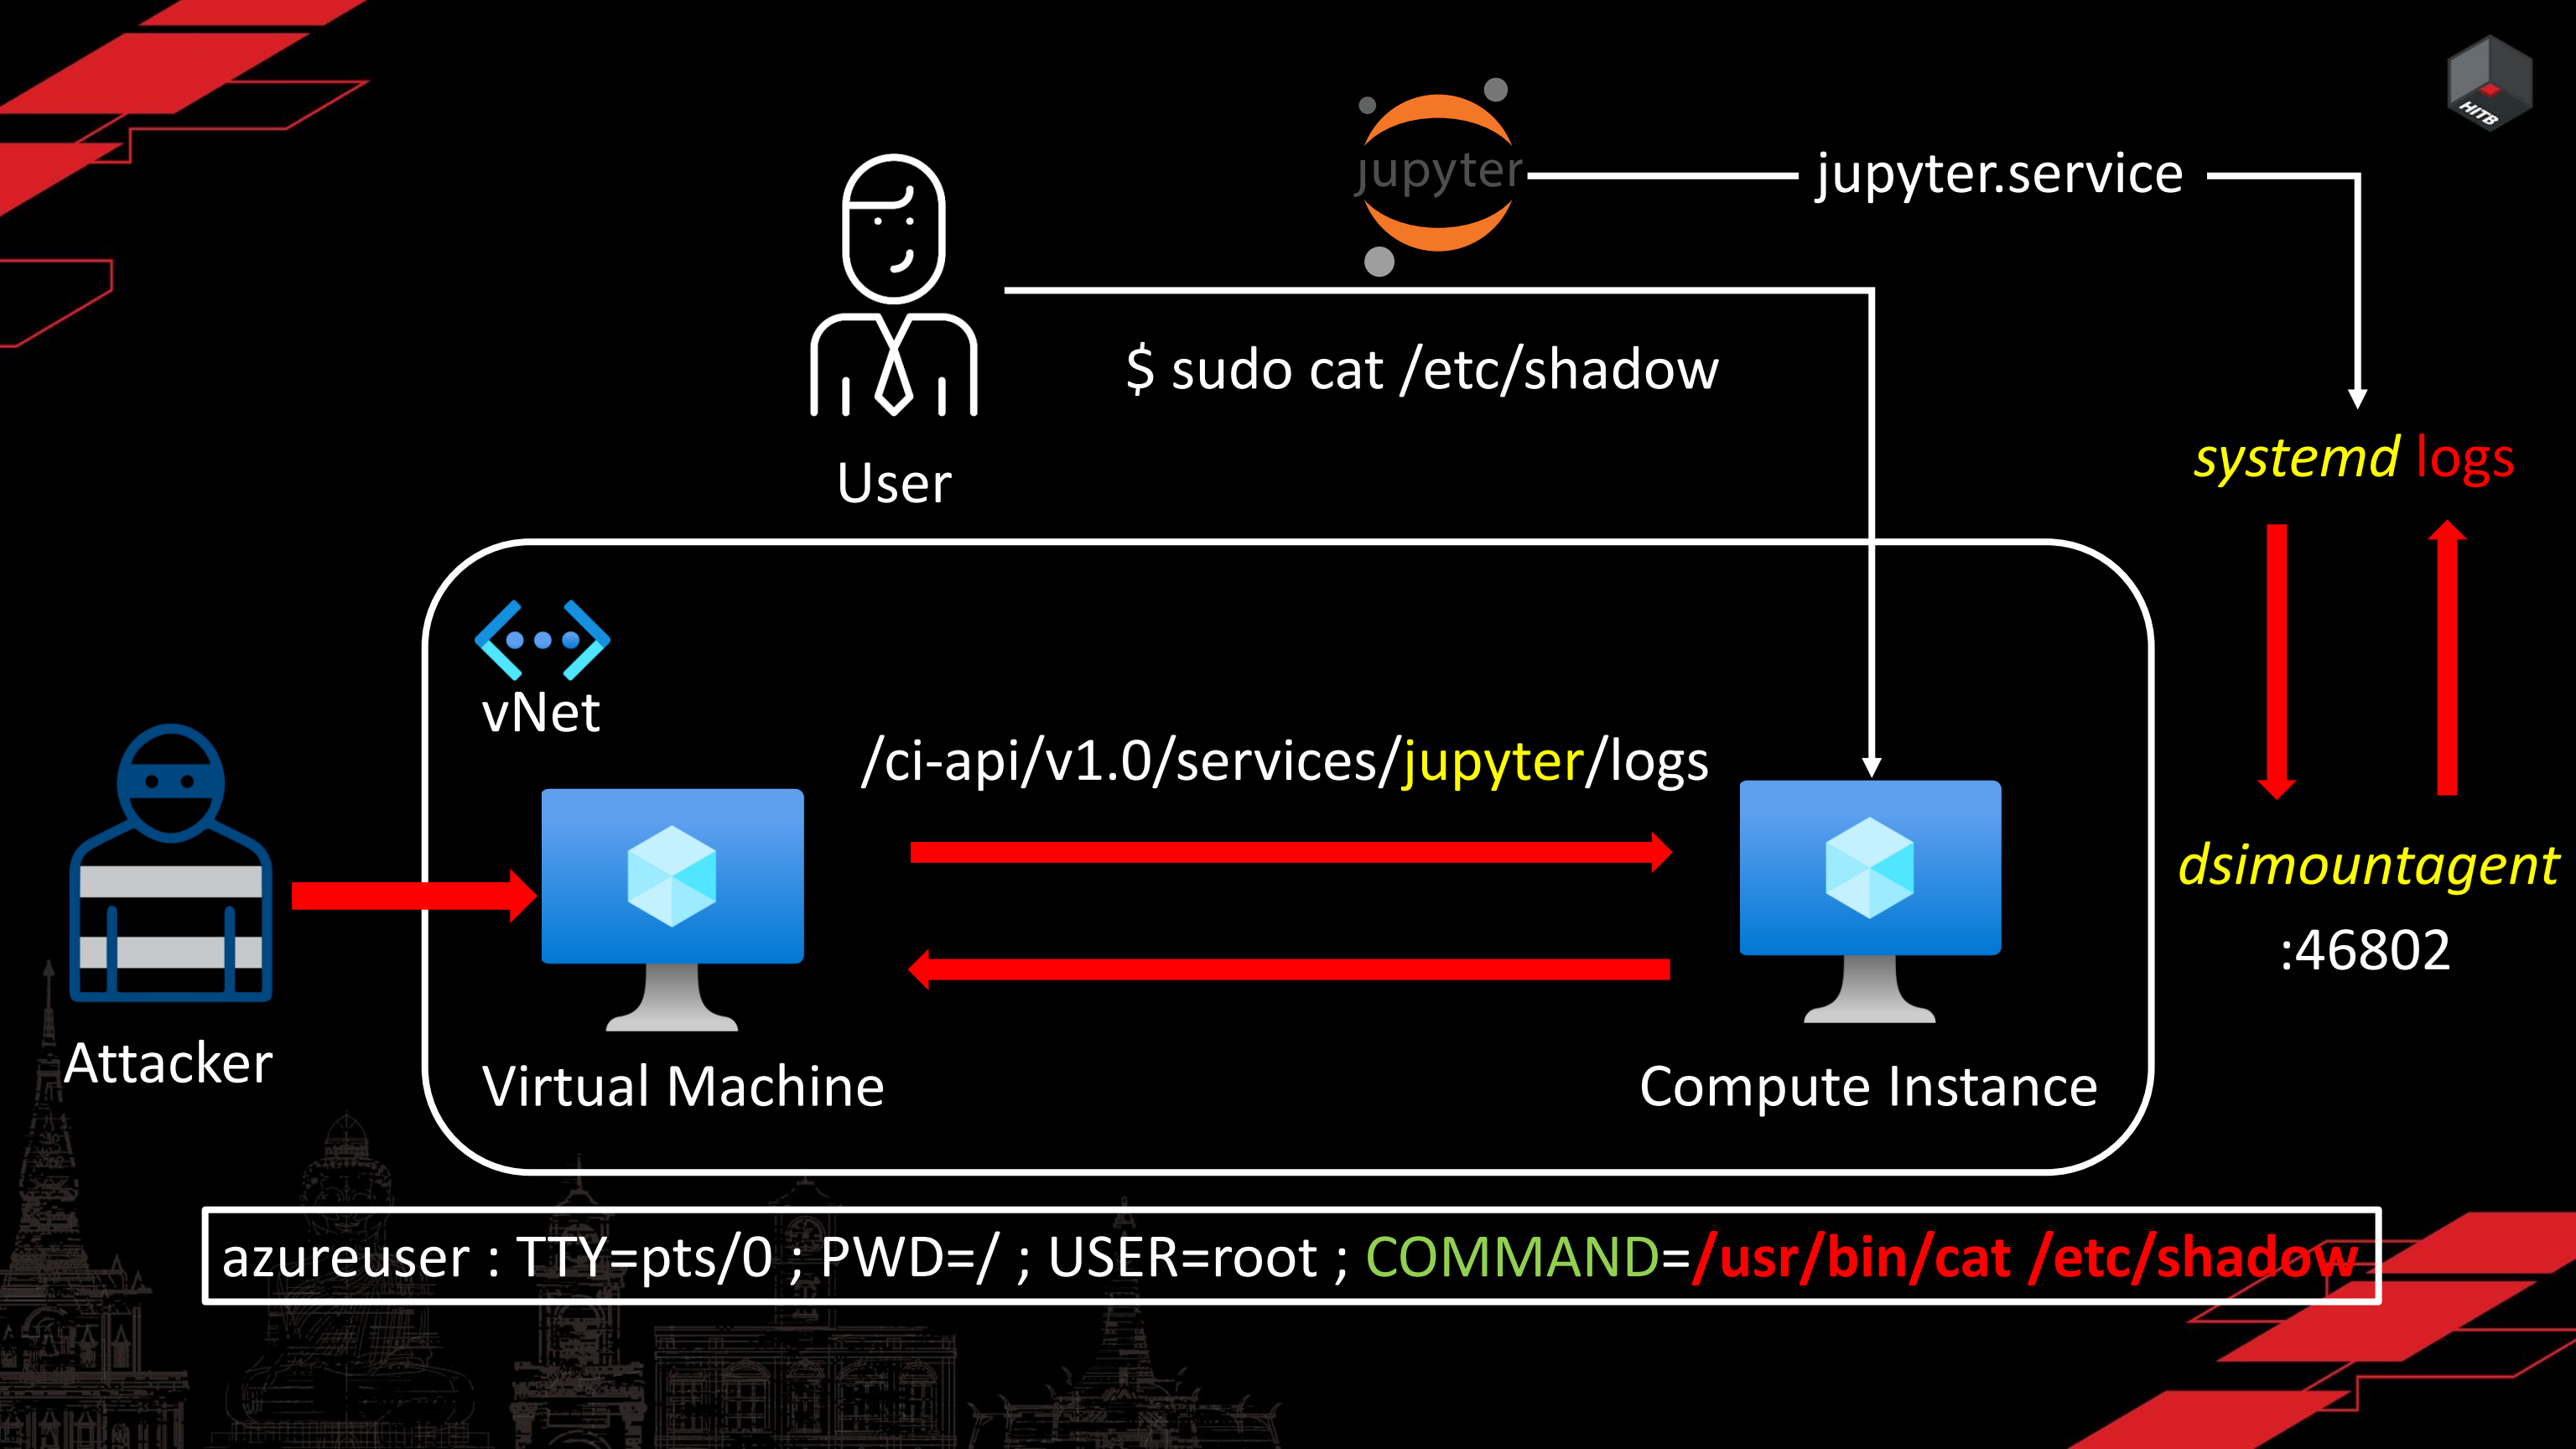 HITB
jupyter
jupyter.service
$ sudo cat /etc/shadow
User
systemd logs
vNet
/ci-api/v1.0/services/jupyter/logs
dsimountagent
:46802
Attacker
Virtual Machine
Compute Instance
azureuser : TTY=pts/0 ; PWD=/ ; USER=root ; COMMAND=/usr/bin/cat /etc/shadow